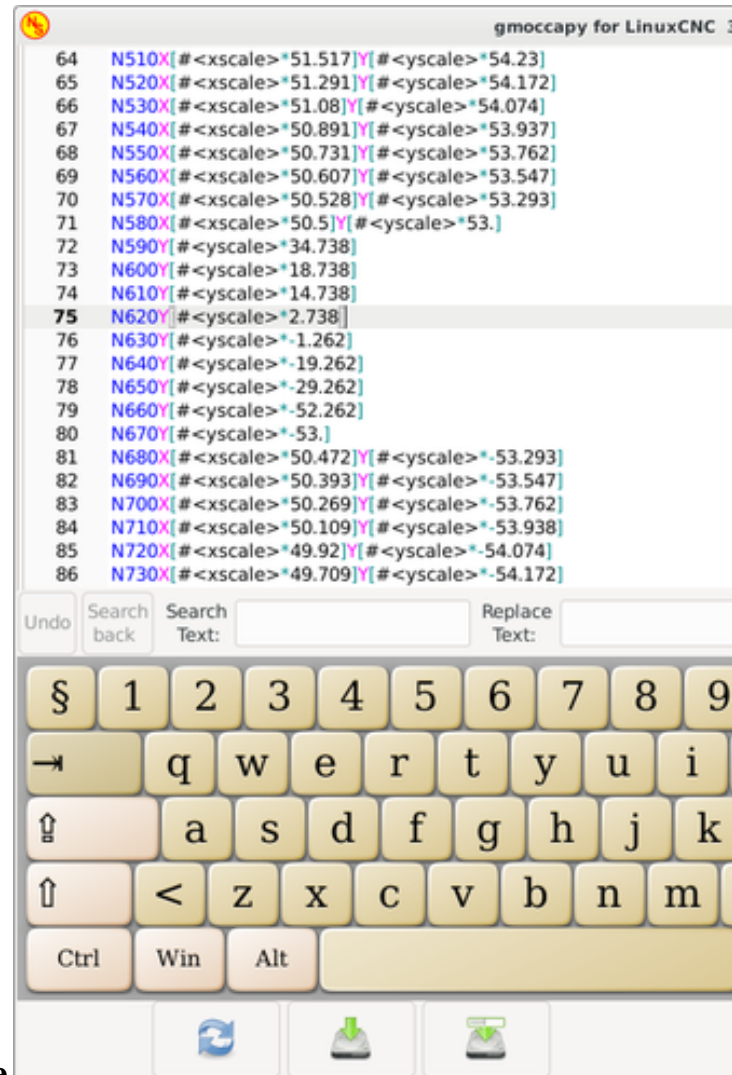 gmoccapy for LinuxCNC
64 N510X[#<xscale>*51.517]Y[#<yscale>*54.23]
65 N520X[#<xscale>*51.291]Y[#<yscale>*54.172]
66 N530X[#<xscale>*51.08]Y[#<yscale>*54.074]
67 N540X[#<xscale>*50.891]Y[#<yscale>*53.937]
68 N550X[#<xscale>*50.731]Y[#<yscale>*53.762]
69 N560X[#<xscale>*50.607]Y[#<yscale>*53.547]
70 N570X[#<xscale>*50.528]Y[#<yscale>*53.293]
71 N580X[#<xscale>*50.5]Y[#<yscale>*53.]
72 N590Y[#<yscale>*34.738]
73 N600Y[#<yscale>*18.738]
74 N610Y[#<yscale>*14.738]
75 N620Y[#<yscale>*2.738]
76 N630Y[#<yscale>*-1.262]
77 N640Y[#<yscale>*-19.262]
78 N650Y[#<yscale>*-29.262]
79 N660Y[#<yscale>*-52.262]
80 N670Y[#<yscale>*-53.]
81 N680X[#<xscale>*50.472]Y[#<yscale>*-53.293]
82 N690X[#<xscale>*50.393]Y[#<yscale>*-53.547]
83 N700X[#<xscale>*50.269]Y[#<yscale>*-53.762]
84 N710X[#<xscale>*50.109]Y[#<yscale>*-53.938]
85 N720X[#<xscale>*49.92]Y[#<yscale>*-54.074]
86 N730X[#<xscale>*49.709]Y[#<yscale>*-54.172]
Undo
Search
back
Search
Text:
Replace
Text:
§ 1 2 3 4 5 6 7 8 9
⇥ q w e r t y u i
⇪ a s d f g h j k
⇧ < z x c v b n m
Ctrl Win Alt